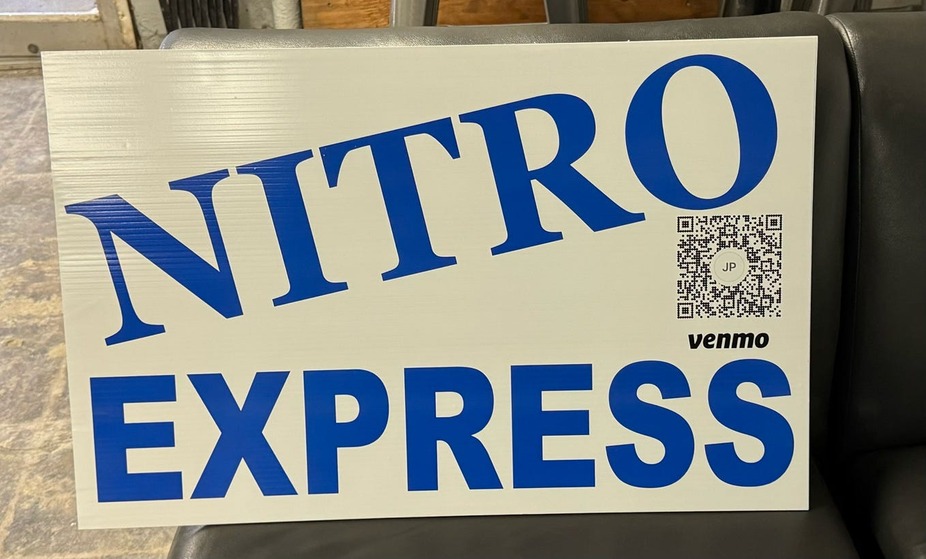 NITRO
JP
venmo
EXPRESS